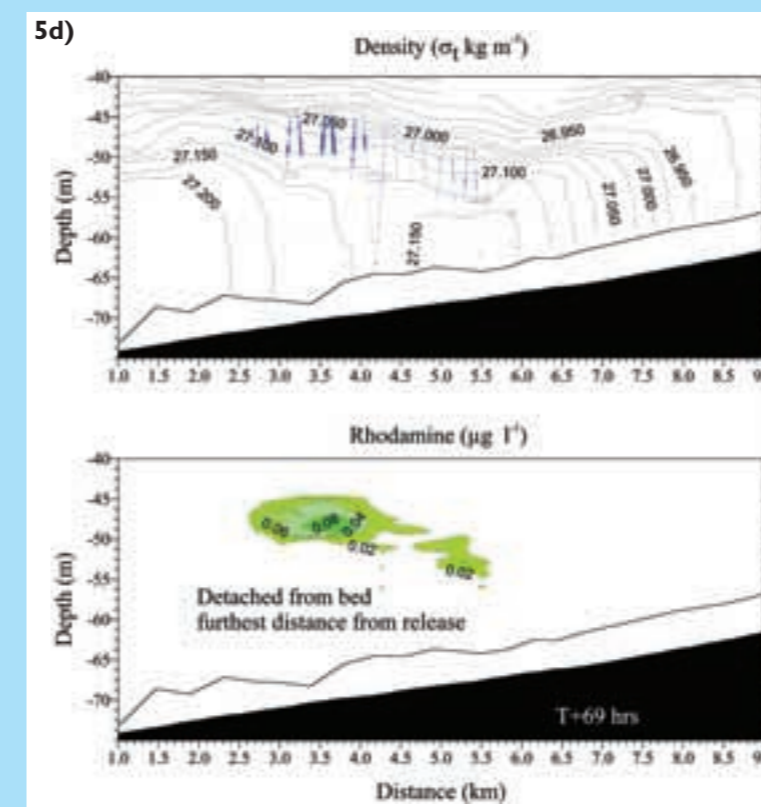 5d)
Density (σt kg m-3)
-40
-45
-50
-55
-60
-65
-70
Depth (m)
27.050
27.100
27.000
26.950
27.150
27.100
26.950
27.200
27.000
27.050
27.150
1.0 1.5 2.0 2.5 3.0 3.5 4.0 4.5 5.0 5.5 6.0 6.5 7.0 7.5 8.0 8.5 9
Rhodamine (µg l-1)
-40
-45
-50
-55
-60
-65
-70
Depth (m)
0.06 0.08 0.04
0.02
0.02
Detached from bed
furthest distance from release
T+69 hrs
1.0 1.5 2.0 2.5 3.0 3.5 4.0 4.5 5.0 5.5 6.0 6.5 7.0 7.5 8.0 8.5 9
Distance (km)